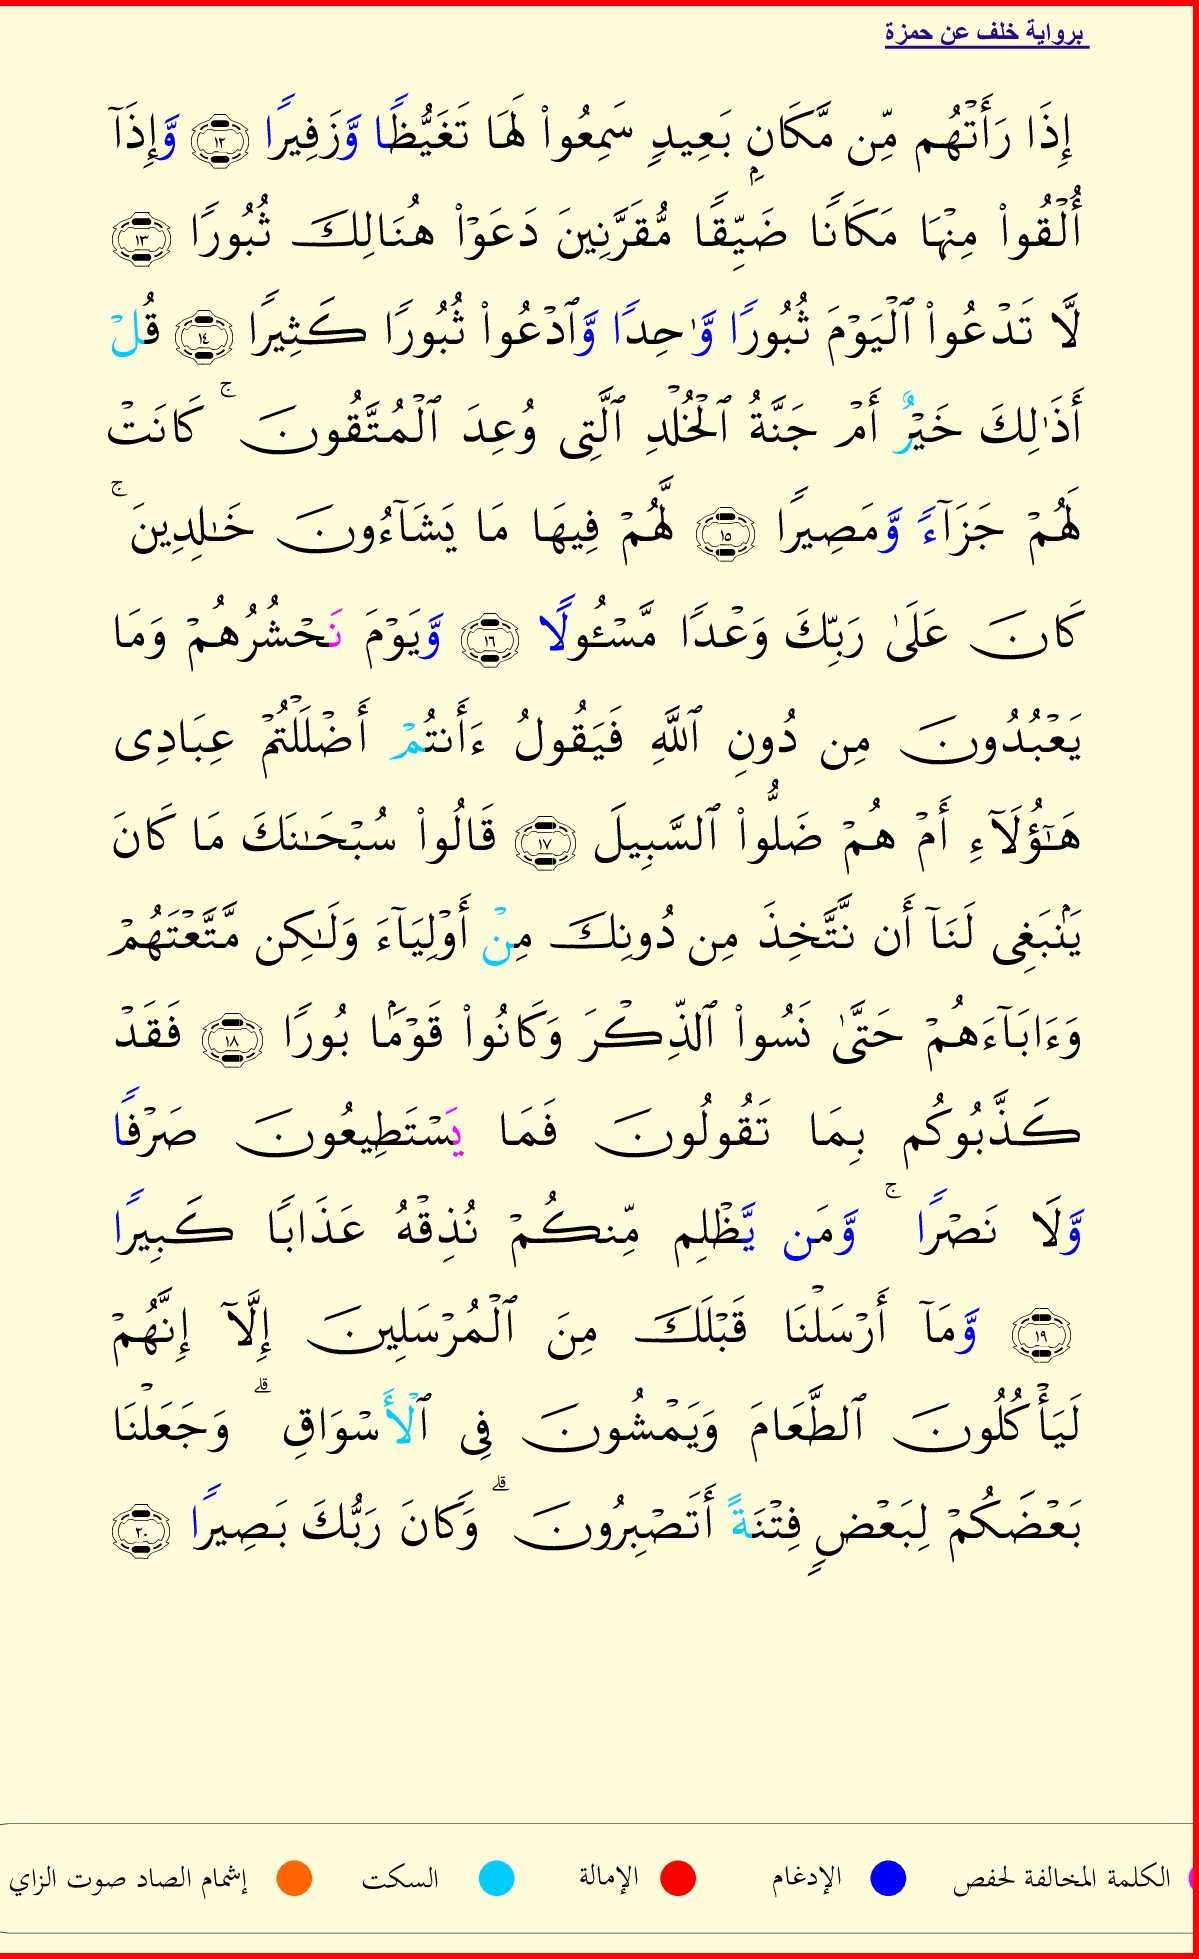 برواية خلف عن حمزة
إِذَا رَأَتۡهُم مِّن مَّكَانِۭ بَعِيدٖ سَمِعُواْ لَهَا تَغَيُّظٗا وَّزَفِيرٗا ١٢ وَّإِذَآ
أُلۡقُواْ مِنۡهَا مَكَانٗا ضَيِّقٗا مُّقَرَّنِينَ دَعَوۡاْ هُنَالِكَ ثُبُورٗا ١٣
لَّا تَدۡعُواْ ٱلۡيَوۡمَ ثُبُورٗا وَّٰحِدٗا وَّٱدۡعُواْ ثُبُورٗا كَثِيرٗا ١٤ قُلۡ
أَذَٰلِكَ خَيۡرٌ أَمۡ جَنَّةُ ٱلۡخُلۡدِ ٱلَّتِي وُعِدَ ٱلۡمُتَّقُونَۚ كَانَتۡ
لَهُمۡ جَزَآءٗ وَّمَصِيرٗا ١٥ لَّهُمۡ فِيهَا مَا يَشَآءُونَ خَٰلِدِينَۚ
كَانَ عَلَىٰ رَبِّكَ وَعۡدٗا مَّسۡـُٔولٗا ١٦ وَّيَوۡمَ نَحۡشُرُهُمۡ وَمَا
يَعۡبُدُونَ مِن دُونِ ٱللَّهِ فَيَقُولُ ءَأَنتُمۡ أَضۡلَلۡتُمۡ عِبَادِي
هَٰٓؤُلَآءِ أَمۡ هُمۡ ضَلُّواْ ٱلسَّبِيلَ ١٧ قَالُواْ سُبۡحَٰنَكَ مَا كَانَ
يَنۢبَغِي لَنَآ أَن نَّتَّخِذَ مِن دُونِكَ مِنۡ أَوۡلِيَآءَ وَلَٰكِن مَّتَّعۡتَهُمۡ
وَءَابَآءَهُمۡ حَتَّىٰ نَسُواْ ٱلذِّكۡرَ وَكَانُواْ قَوۡمَۢا بُورٗا ١٨ فَقَدۡ
كَذَّبُوكُم بِمَا تَقُولُونَ فَمَا يَسۡتَطِيعُونَ صَرۡفٗا
وَّلَا نَصۡرٗاۚ وَّمَن يَّظۡلِم مِّنكُمۡ نُذِقۡهُ عَذَابٗا كَبِيرٗا
١٩ وَّمَآ أَرۡسَلۡنَا قَبۡلَكَ مِنَ ٱلۡمُرۡسَلِينَ إِلَّآ إِنَّهُمۡ
لَيَأۡكُلُونَ ٱلطَّعَامَ وَيَمۡشُونَ فِي ٱلۡأَسۡوَاقِۗ وَجَعَلۡنَا
بَعۡضَكُمۡ لِبَعۡضٖ فِتۡنَةً أَتَصۡبِرُونَۗ وَكَانَ رَبُّكَ بَصِيرٗا ٢٠
الكلمة المخالفة لحفص الإدغام الإمالة السكت إشمام الصاد صوت الزاي